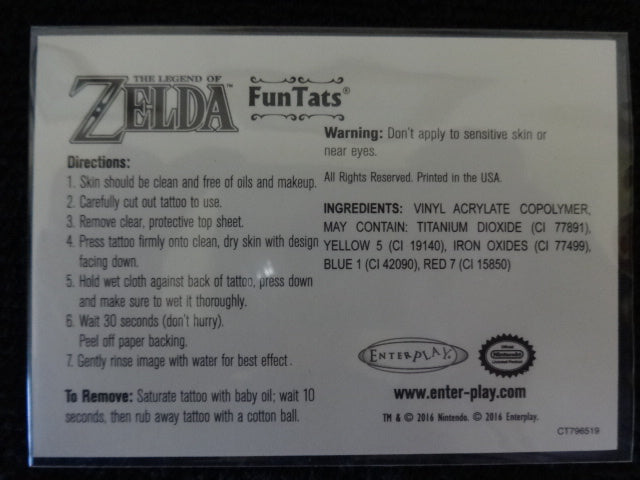 THE LEGEND OF
ZELDA™
FunTats®
Warning: Don't apply to sensitive skin or
near eyes.
All Rights Reserved. Printed in the USA.
INGREDIENTS: VINYL ACRYLATE COPOLYMER,
MAY CONTAIN: TITANIUM DIOXIDE (CI 77891),
YELLOW 5 (CI 19140), IRON OXIDES (CI 77499),
BLUE 1 (CI 42090), RED 7 (CI 15850)
Directions:
1. Skin should be clean and free of oils and makeup.
2. Carefully cut out tattoo to use.
3. Remove clear, protective top sheet.
4. Press tattoo firmly onto clean, dry skin with design
facing down.
5. Hold wet cloth against back of tattoo, press down
and make sure to wet it thoroughly.
6. Wait 30 seconds (don't hurry).
Peel off paper backing.
7. Gently rinse image with water for best effect.
To Remove: Saturate tattoo with baby oil; wait 10
seconds, then rub away tattoo with a cotton ball.
ENTERPLAY
Official
Nintendo
Licensed Product
www.enter-play.com
TM & © 2016 Nintendo. © 2016 Enterplay.
CT796519